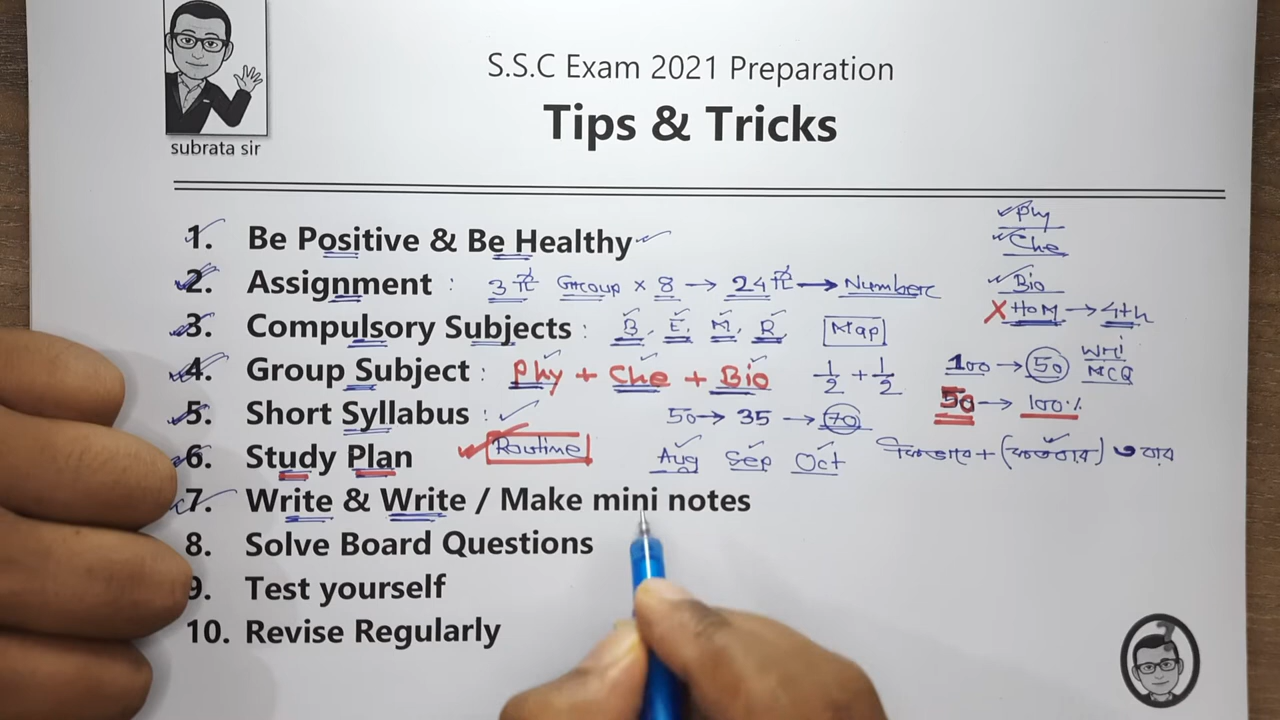 S.S.C Exam 2021 Preparation
Tips & Tricks
subrata sir
Phy
Che
1. Be Positive & Be Healthy
Bio
2. Assignment : 3 টি Group × 8 → 24 টি → Number
X HOM → 4th
3. Compulsory Subjects : B, E, M, R Map
4. Group Subject : Phy + Che + Bio 1/2 + 1/2 100 → 50 WRI MCQ
50 → 100%
5. Short Syllabus : 50 → 35 → 70
6. Study Plan Routine Aug Sep Oct কিভাবে + (কতবার) ৩ বার
7. Write & Write / Make mini notes
8. Solve Board Questions
9. Test yourself
10. Revise Regularly